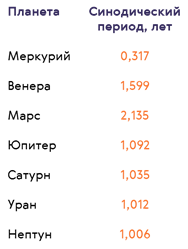 Планета Синодический период, лет
Меркурий 0,317
Венера 1,599
Марс 2,135
Юпитер 1,092
Сатурн 1,035
Уран 1,012
Нептун 1,006